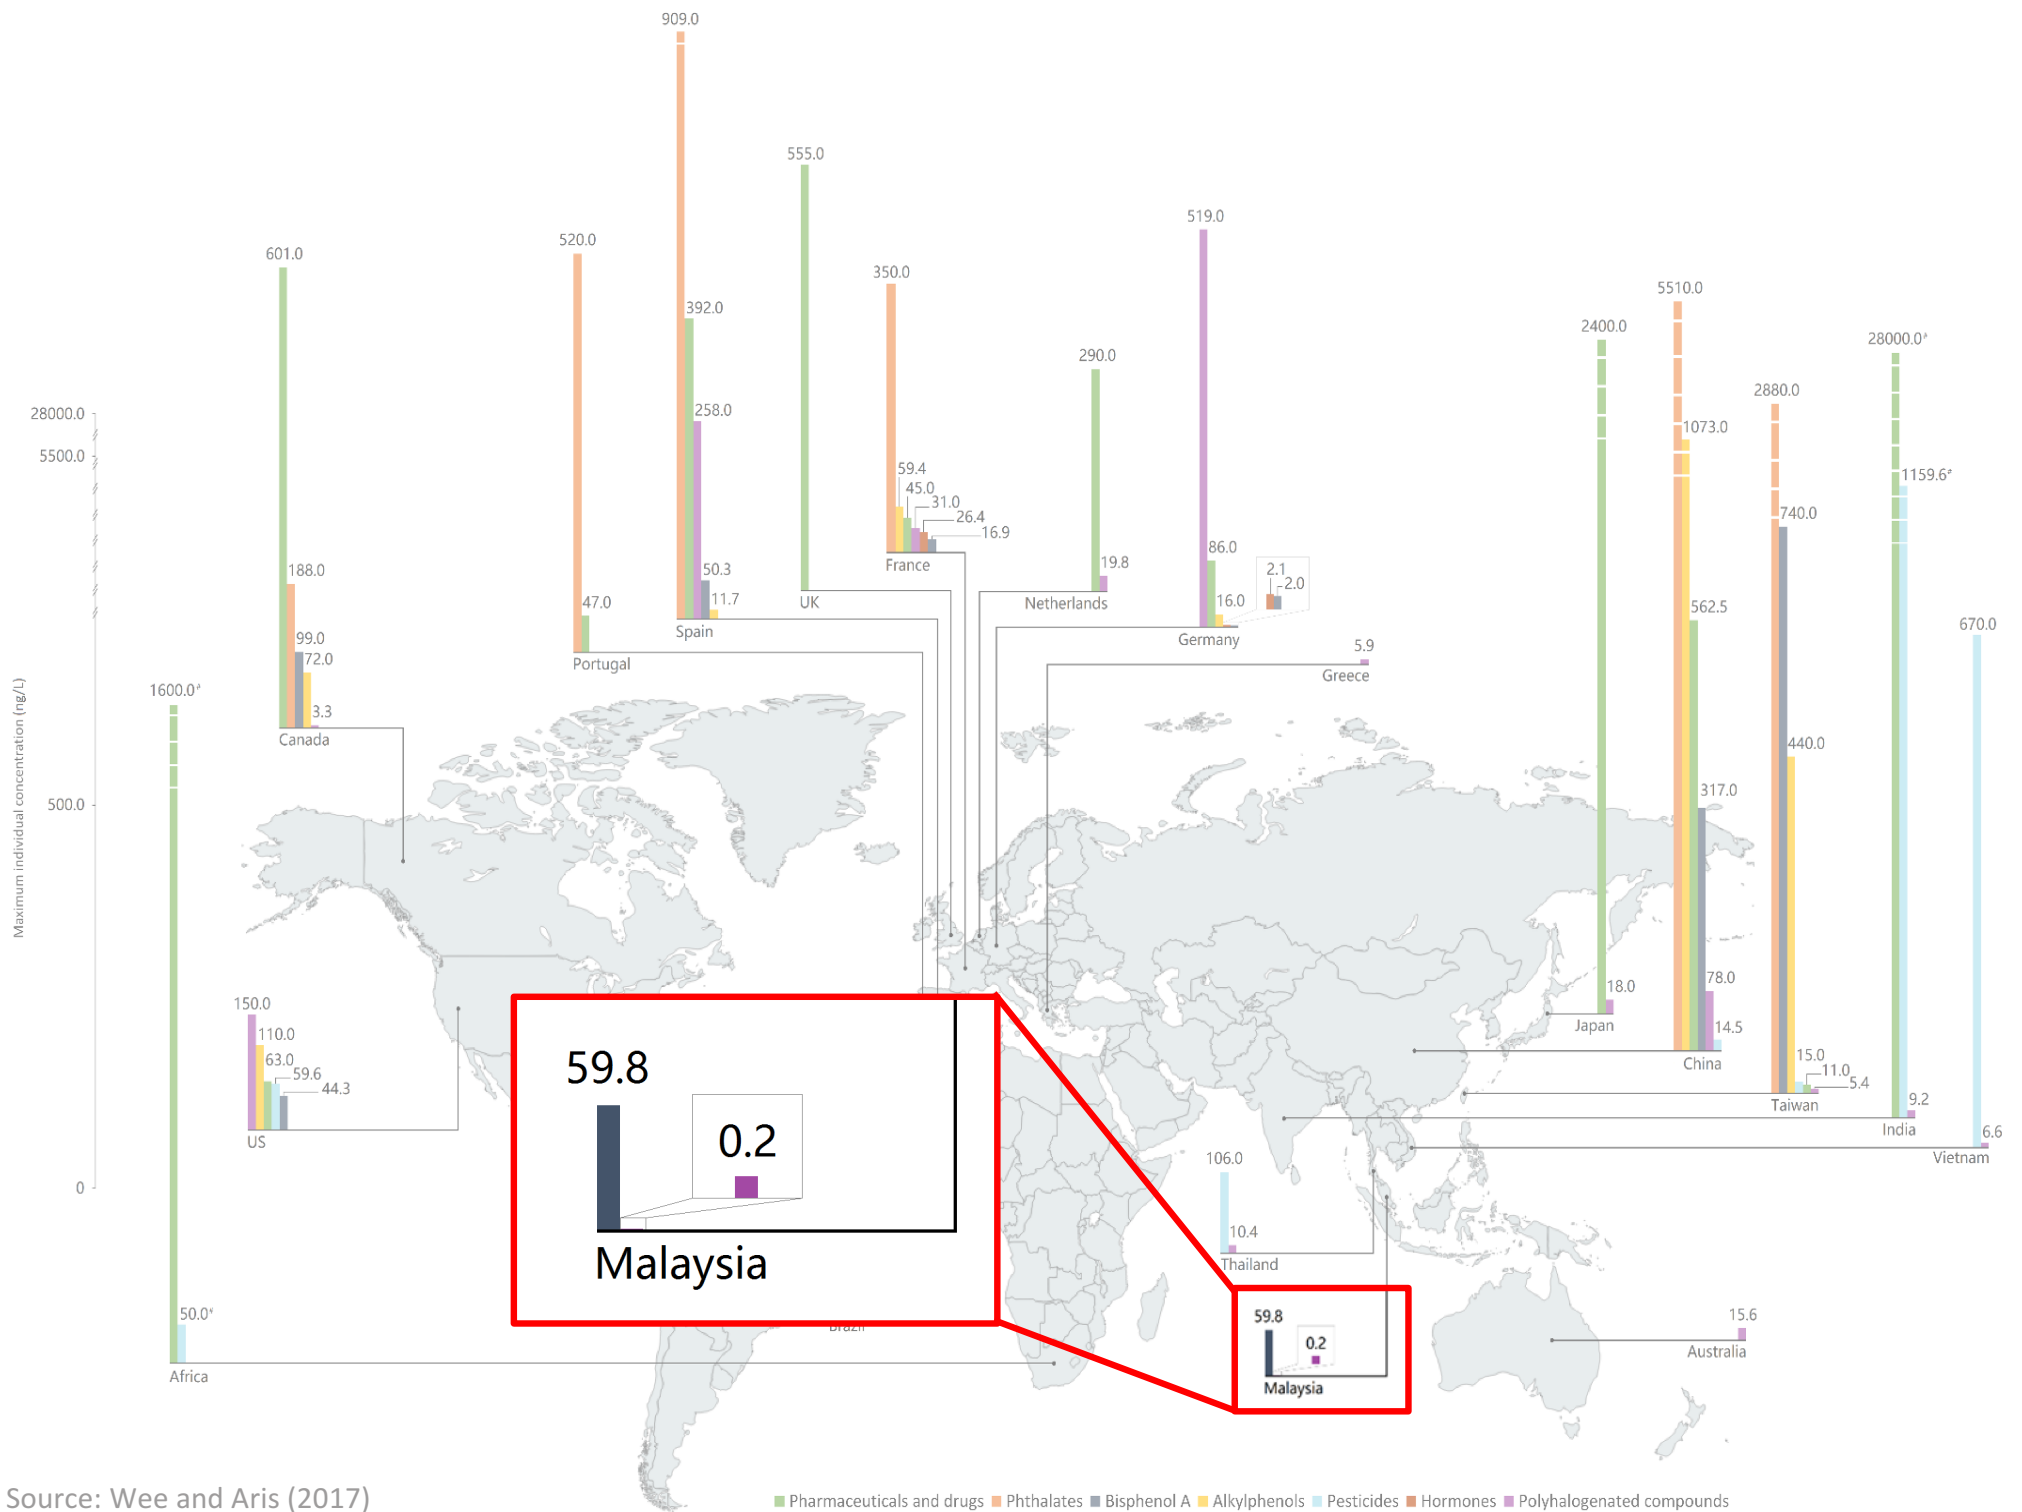 909.0
555.0
519.0
601.0
520.0
350.0
5510.0
392.0
2400.0
28000.0#
290.0
2880.0
258.0
28000.0
1073.0
5500.0
59.4
1159.6#
45.0
31.0
26.4
740.0
16.9
86.0
France
19.8
2.1
188.0
50.3
2.0
47.0
11.7
UK
Netherlands
16.0
562.5
Spain
670.0
99.0
Germany
72.0
Portugal
5.9
Greece
1600.0#
3.3
Canada
440.0
317.0
500.0
Maximum individual concentration (ng/L)
78.0
18.0
150.0
Japan
14.5
110.0
63.0
59.6
44.3
59.8
China
15.0
11.0
5.4
Taiwan
9.2
US
0.2
India
6.6
106.0
Vietnam
0
10.4
Malaysia
Thailand
50.0#
59.8
15.6
Brazil
0.2
Australia
Africa
Malaysia
Source: Wee and Aris (2017)
Pharmaceuticals and drugs Phthalates Bisphenol A Alkylphenols Pesticides Hormones Polyhalogenated compounds